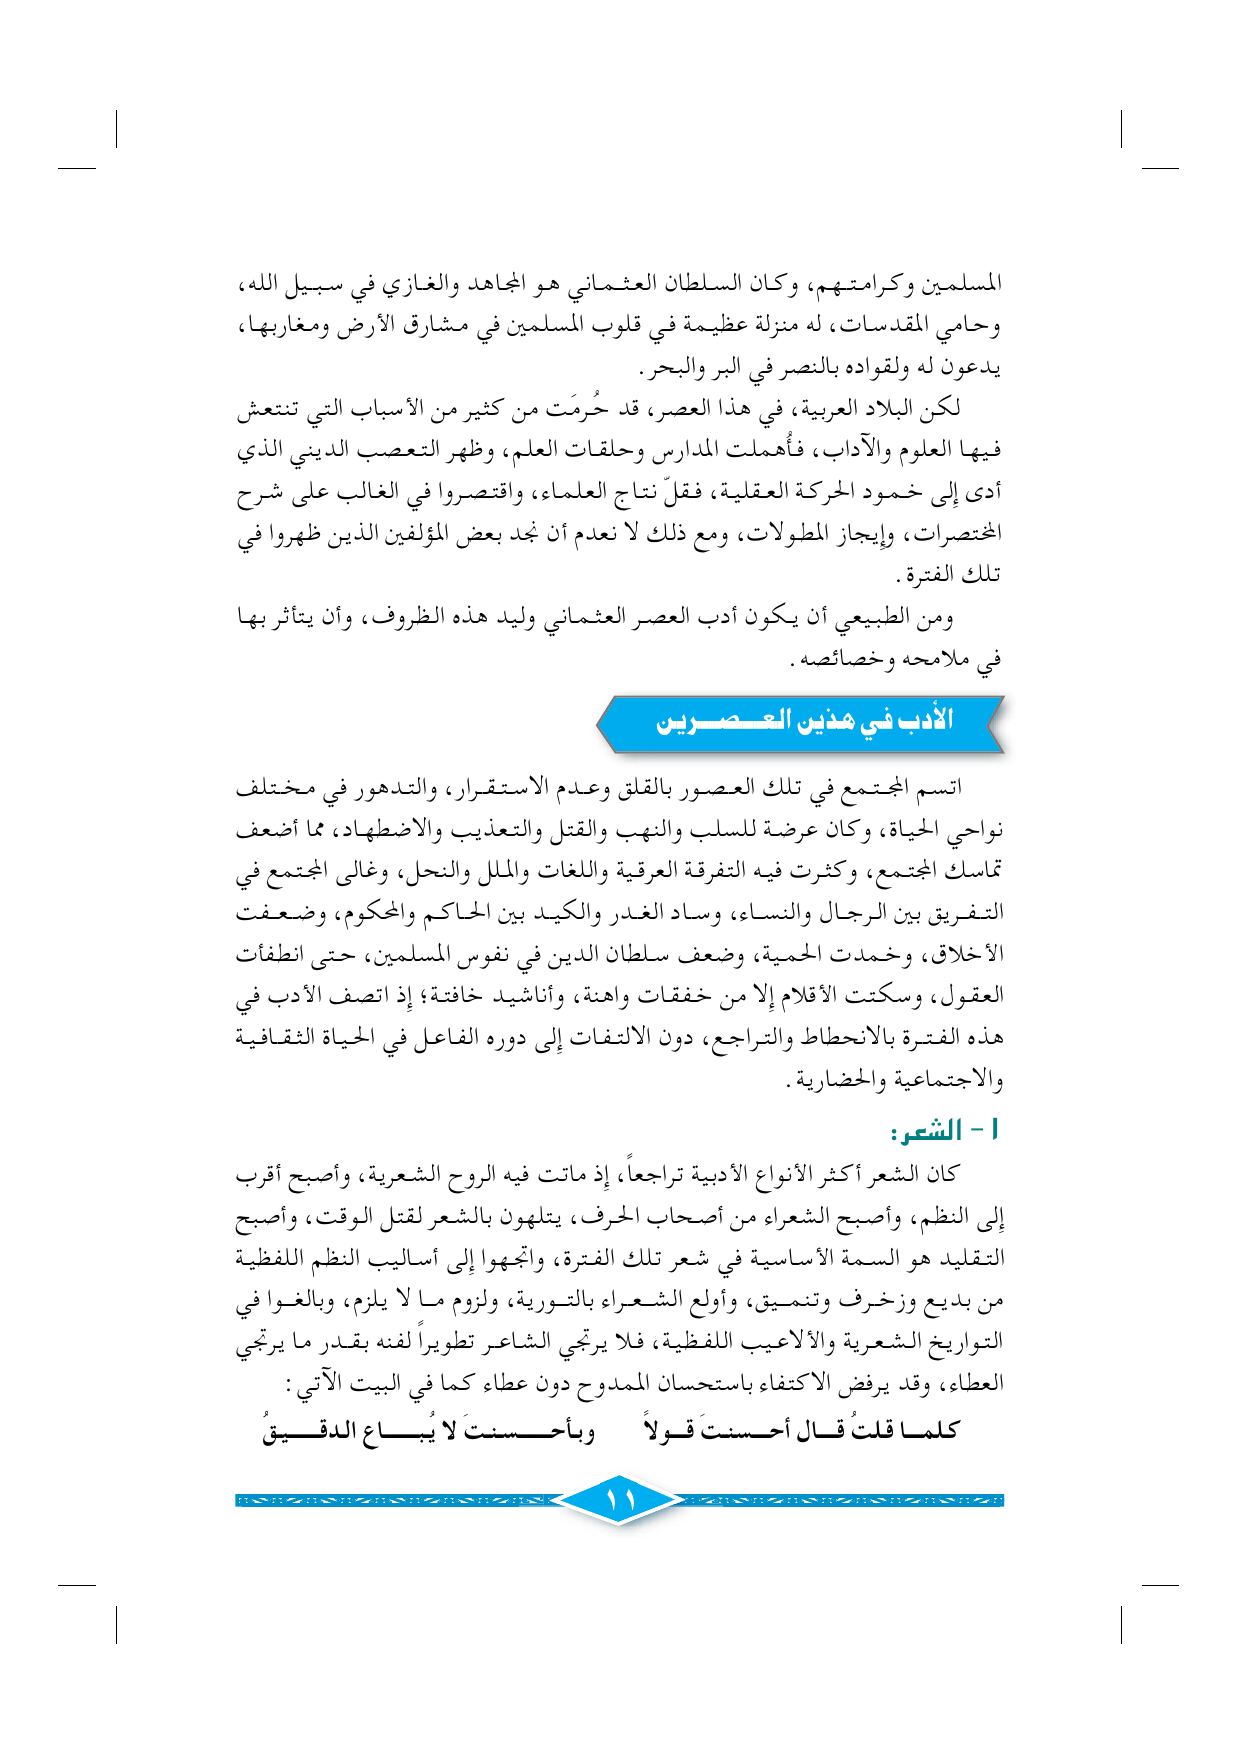 المسلمين وكرامتهم، وكان السلطان العثماني هو المجاهد والغازي في سبيل الله،
وحامي المقدسات، له منزلة عظيمة في قلوب المسلمين في مشارق الأرض ومغاربها،
يدعون له ولقواده بالنصر في البر والبحر.
لكن البلاد العربية، في هذا العصر، قد حُرمَت من كثير من الأسباب التي تنتعش
فيها العلوم والآداب، فأُهملت المدارس وحلقات العلم، وظهر التعصب الديني الذي
أدى إلى خمود الحركة العقلية، فقلّ نتاج العلماء، واقتصروا في الغالب على شرح
المختصرات، وإيجاز المطولات، ومع ذلك لا نعدم أن نجد بعض المؤلفين الذين ظهروا في
تلك الفترة.
ومن الطبيعي أن يكون أدب العصر العثماني وليد هذه الظروف، وأن يتأثر بها
في ملامحه وخصائصه.
الأدب في هذين العـــصــرين
اتسم المجتمع في تلك العصور بالقلق وعدم الاستقرار، والتدهور في مختلف
نواحي الحياة، وكان عرضة للسلب والنهب والقتل والتعذيب والاضطهاد، مما أضعف
تماسك المجتمع، وكثرت فيه التفرقة العرقية واللغات والملل والنحل، وغالى المجتمع في
التفريق بين الرجال والنساء، وساد الغدر والكيد بين الحاكم والمحكوم، وضعفت
الأخلاق، وخمدت الحمية، وضعف سلطان الدين في نفوس المسلمين، حتى انطفأت
العقول، وسكتت الأقلام إلا من خفقات واهنة، وأناشيد خافتة؛ إذ اتصف الأدب في
هذه الفترة بالانحطاط والتراجع، دون الالتفات إلى دوره الفاعل في الحياة الثقافية
والاجتماعية والحضارية.
١ – الشعر:
كان الشعر أكثر الأنواع الأدبية تراجعاً، إذ ماتت فيه الروح الشعرية، وأصبح أقرب
إلى النظم، وأصبح الشعراء من أصحاب الحرف، يتلهون بالشعر لقتل الوقت، وأصبح
التقليد هو السمة الأساسية في شعر تلك الفترة، واتجهوا إلى أساليب النظم اللفظية
من بديع وزخرف وتنميق، وأولع الشعراء بالتورية، ولزوم ما لا يلزم، وبالغوا في
التواريخ الشعرية والألاعيب اللفظية، فلا يرتجي الشاعر تطويراً لفنه بقدر ما يرتجي
العطاء، وقد يرفض الاكتفاء باستحسان الممدوح دون عطاء كما في البيت الآتي:
كلما قلتُ قال أحسنتَ قولاً وبأحسنتَ لا يُباع الدقيقُ
١١